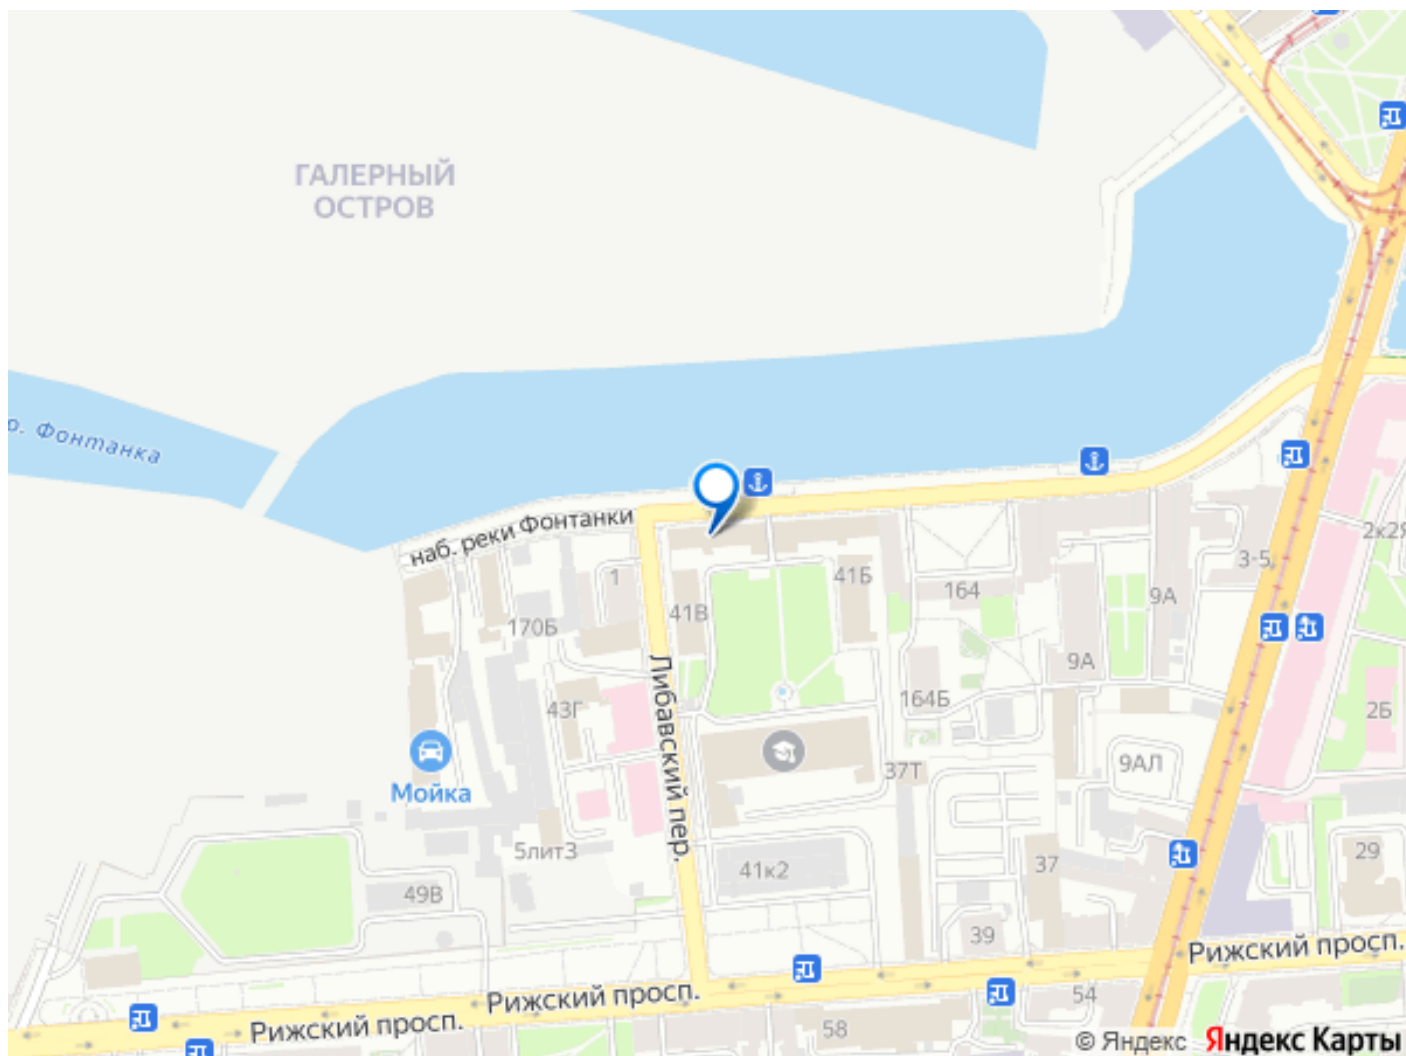 ГАЛЕРНЫЙ
ОСТРОВ
р. Фонтанка
наб. реки Фонтанки
2к2Я
3-5
1
41Б
164
9А
41В
170Б
9А
43Г
164Б
2Б
Либавский пер.
37Т
9АЛ
Мойка
5лит3
41к2
37
29
49В
39
Рижский просп.
Рижский просп.
54
Рижский просп.
58
© Яндекс Яндекс Карты